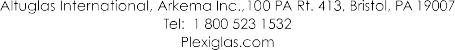 Altuglas International, Arkema Inc.,100 PA Rt. 413, Bristol, PA 19007
Tel:  1 800 523 1532
Plexiglas.com